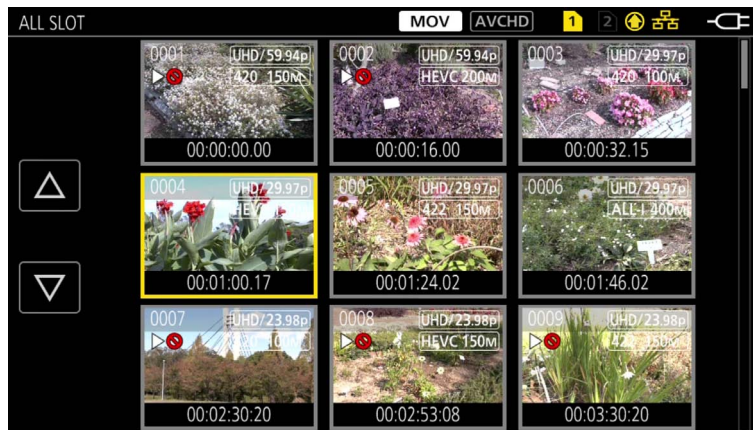 ALL SLOT MOV AVCHD 1 2
0001 UHD/59.94p
420 150M
00:00:00.00
0002 UHD/59.94p
HEVC 200M
00:00:16.00
0003 UHD/29.97p
420 100M
00:00:32.15
0004 UHD/29.97p
HEVC
00:01:00.17
0005 UHD/29.97p
422 150M
00:01:24.02
0006 UHD/29.97p
ALL-I 400M
00:01:46.02
0007 UHD/23.98p
00:02:30:20
0008 UHD/23.98p
HEVC 150M
00:02:53:08
0009 UHD/23.98p
422 150M
00:03:30:20